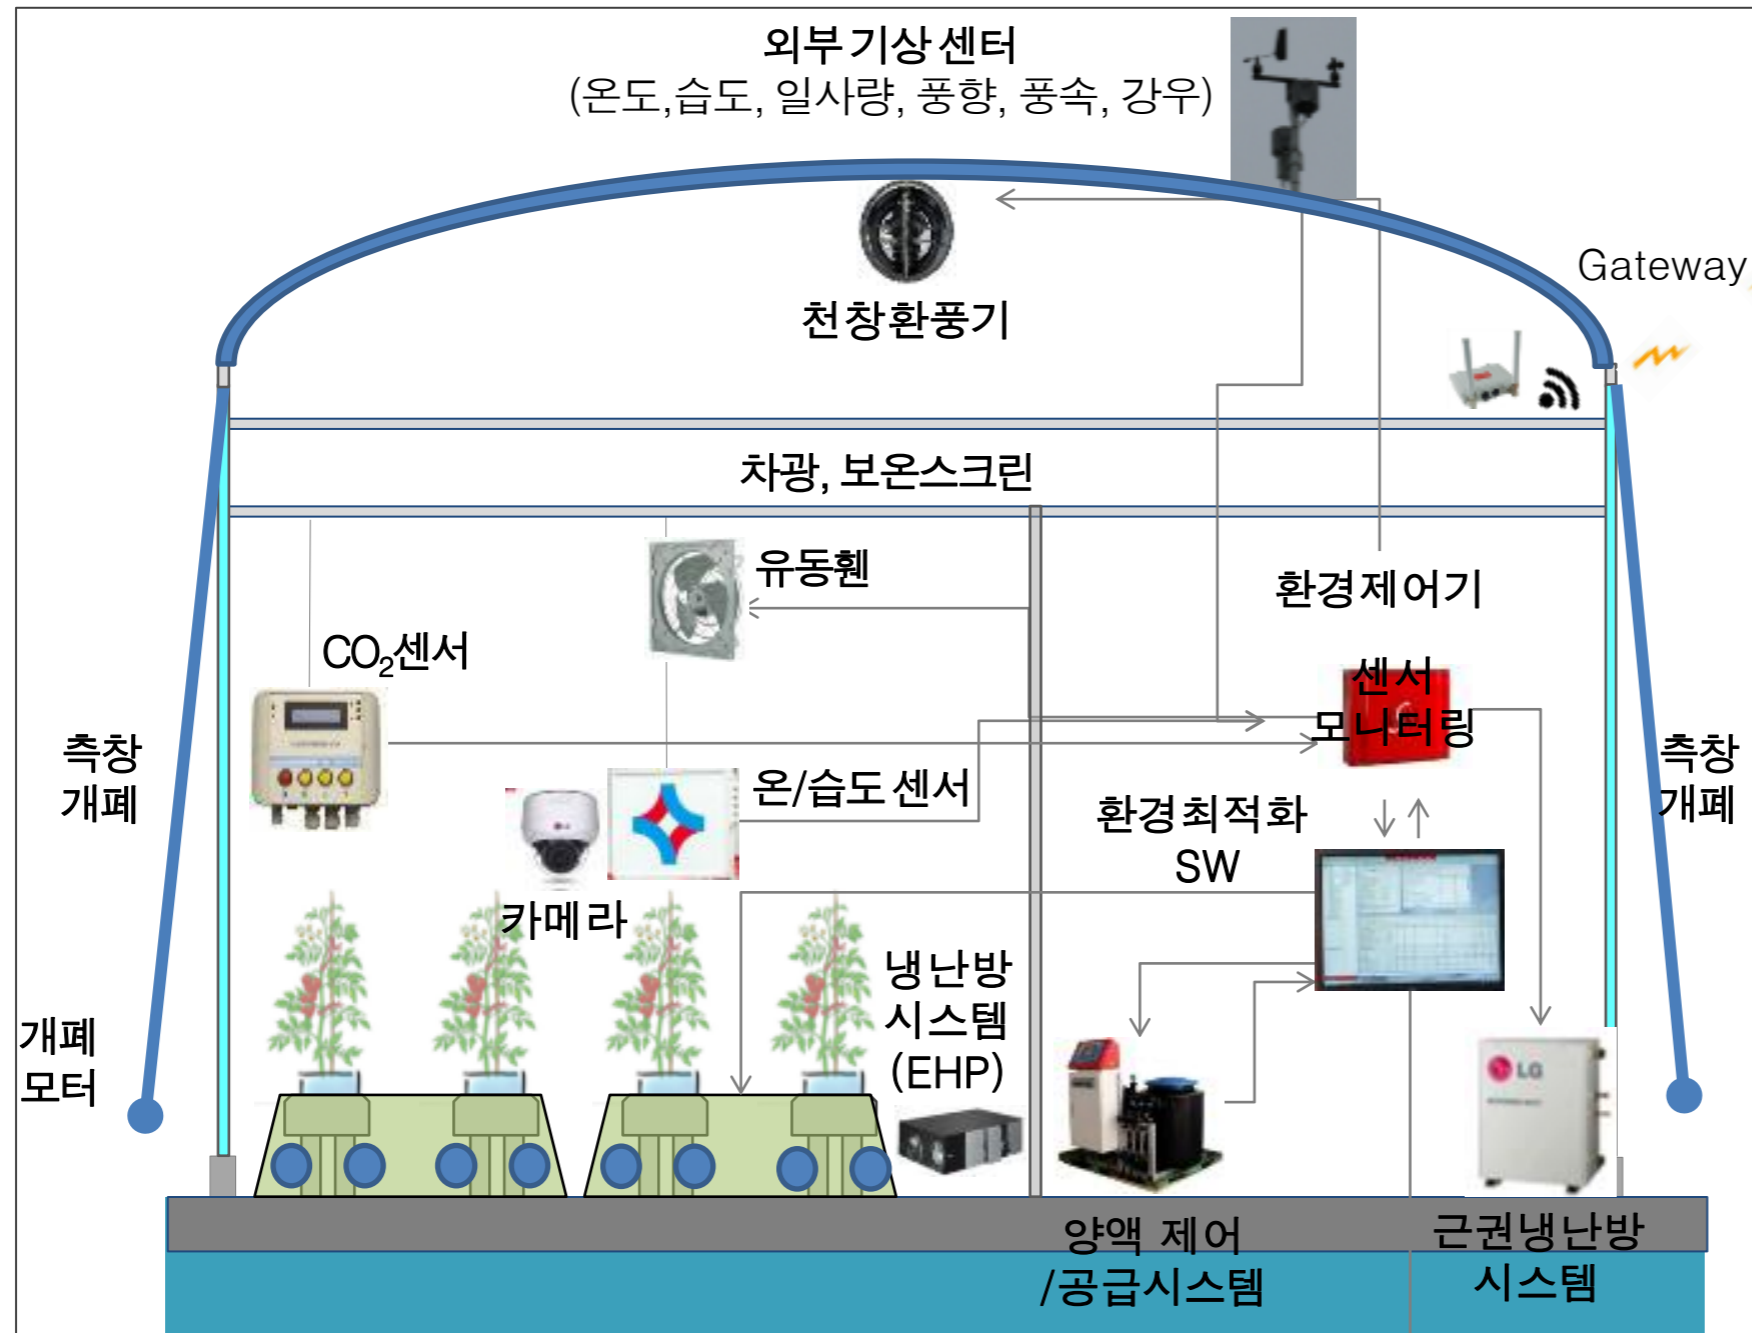 외부 기상 센터
(온도,습도, 일사량, 풍향, 풍속, 강우)
천창환풍기
Gateway
차광, 보온스크린
유동휀
환경제어기
CO₂센서
센서
모니터링
측창
개폐
측창
개폐
온/습도 센서
환경최적화
SW
카메라
냉난방
시스템
(EHP)
개폐
모터
LG
양액 제어
/공급시스템
근권냉난방
시스템